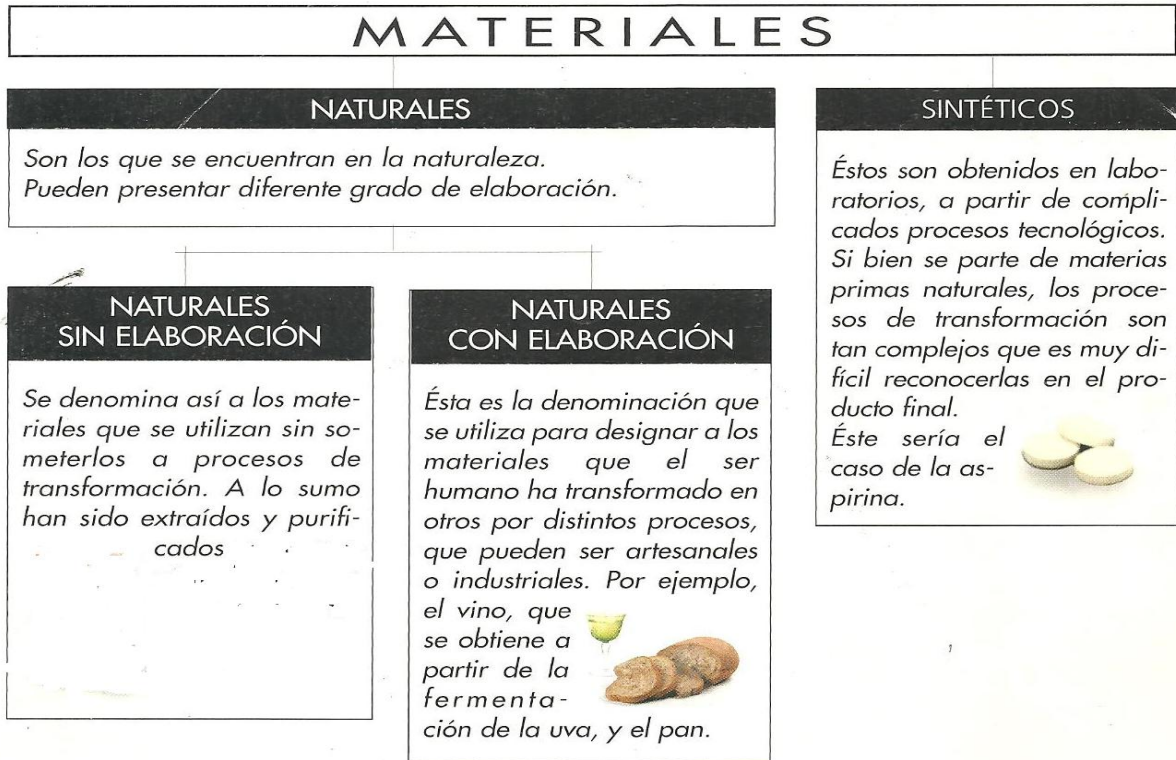 MATERIALES
NATURALES
Son los que se encuentran en la naturaleza.
Pueden presentar diferente grado de elaboración.
NATURALES
SIN ELABORACIÓN
Se denomina así a los mate-
riales que se utilizan sin so-
meterlos a procesos de
transformación. A lo sumo
han sido extraídos y purifi-
cados
NATURALES
CON ELABORACIÓN
Ésta es la denominación que
se utiliza para designar a los
materiales que el ser
humano ha transformado en
otros por distintos procesos,
que pueden ser artesanales
o industriales. Por ejemplo,
el vino, que
se obtiene a
partir de la
fermenta-
ción de la uva, y el pan.
SINTÉTICOS
Éstos son obtenidos en labo-
ratorios, a partir de compli-
cados procesos tecnológicos.
Si bien se parte de materias
primas naturales, los proce-
sos de transformación son
tan complejos que es muy di-
fícil reconocerlas en el pro-
ducto final.
Éste sería el
caso de la as-
pirina.